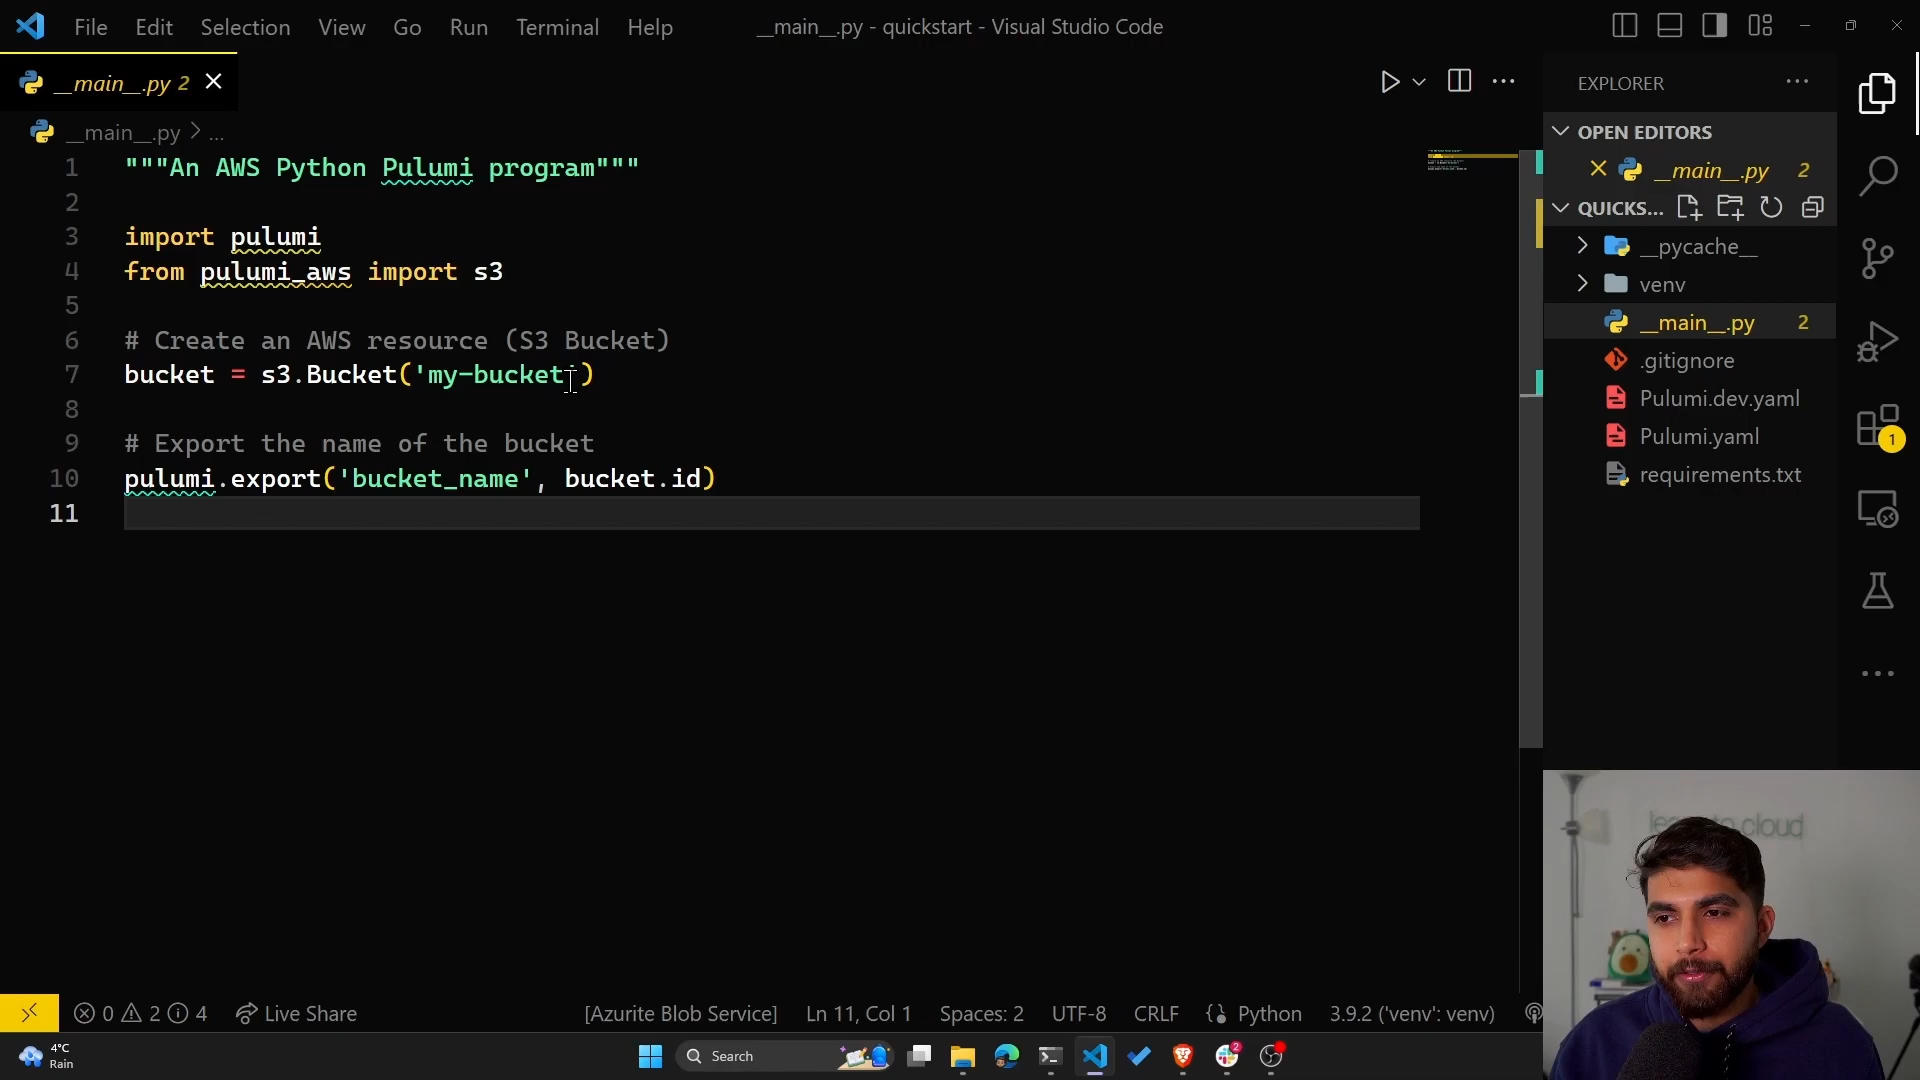 File Edit Selection View Go Run Terminal Help
__main__.py - quickstart - Visual Studio Code
__main__.py 2
__main__.py > ...
1 """An AWS Python Pulumi program"""
2
3 import pulumi
4 from pulumi_aws import s3
5
6 # Create an AWS resource (S3 Bucket)
7 bucket = s3.Bucket('my-bucket')
8
9 # Export the name of the bucket
10 pulumi.export('bucket_name', bucket.id)
11
EXPLORER
OPEN EDITORS
__main__.py 2
QUICKS...
__pycache__
venv
__main__.py 2
.gitignore
Pulumi.dev.yaml
Pulumi.yaml
requirements.txt
1
cloud
0 2 4 Live Share [Azurite Blob Service] Ln 11, Col 1 Spaces: 2 UTF-8 CRLF Python 3.9.2 ('venv': venv)
4°C
Rain
Search
2